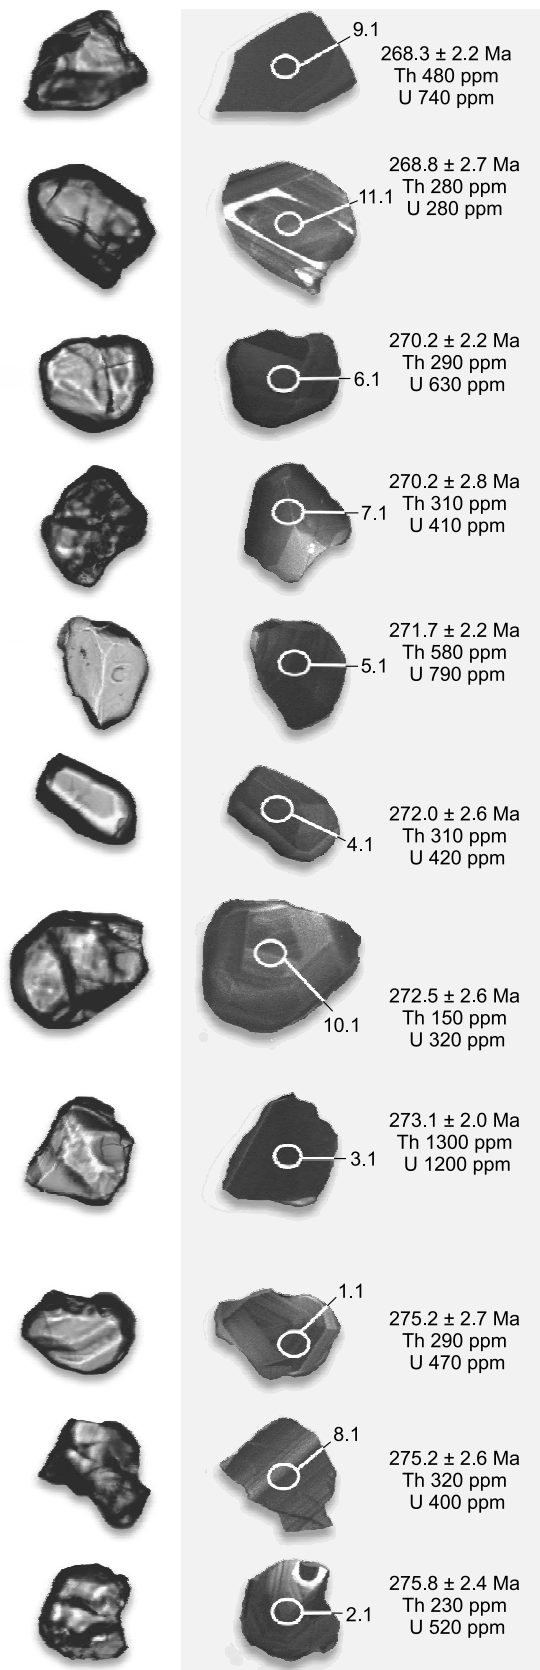 9.1
268.3 ± 2.2 Ma
Th 480 ppm
U 740 ppm
268.8 ± 2.7 Ma
Th 280 ppm
U 280 ppm
11.1
270.2 ± 2.2 Ma
Th 290 ppm
U 630 ppm
6.1
270.2 ± 2.8 Ma
Th 310 ppm
U 410 ppm
7.1
271.7 ± 2.2 Ma
Th 580 ppm
U 790 ppm
5.1
272.0 ± 2.6 Ma
Th 310 ppm
U 420 ppm
4.1
272.5 ± 2.6 Ma
Th 150 ppm
U 320 ppm
10.1
273.1 ± 2.0 Ma
Th 1300 ppm
U 1200 ppm
3.1
1.1
275.2 ± 2.7 Ma
Th 290 ppm
U 470 ppm
8.1
275.2 ± 2.6 Ma
Th 320 ppm
U 400 ppm
275.8 ± 2.4 Ma
Th 230 ppm
U 520 ppm
2.1